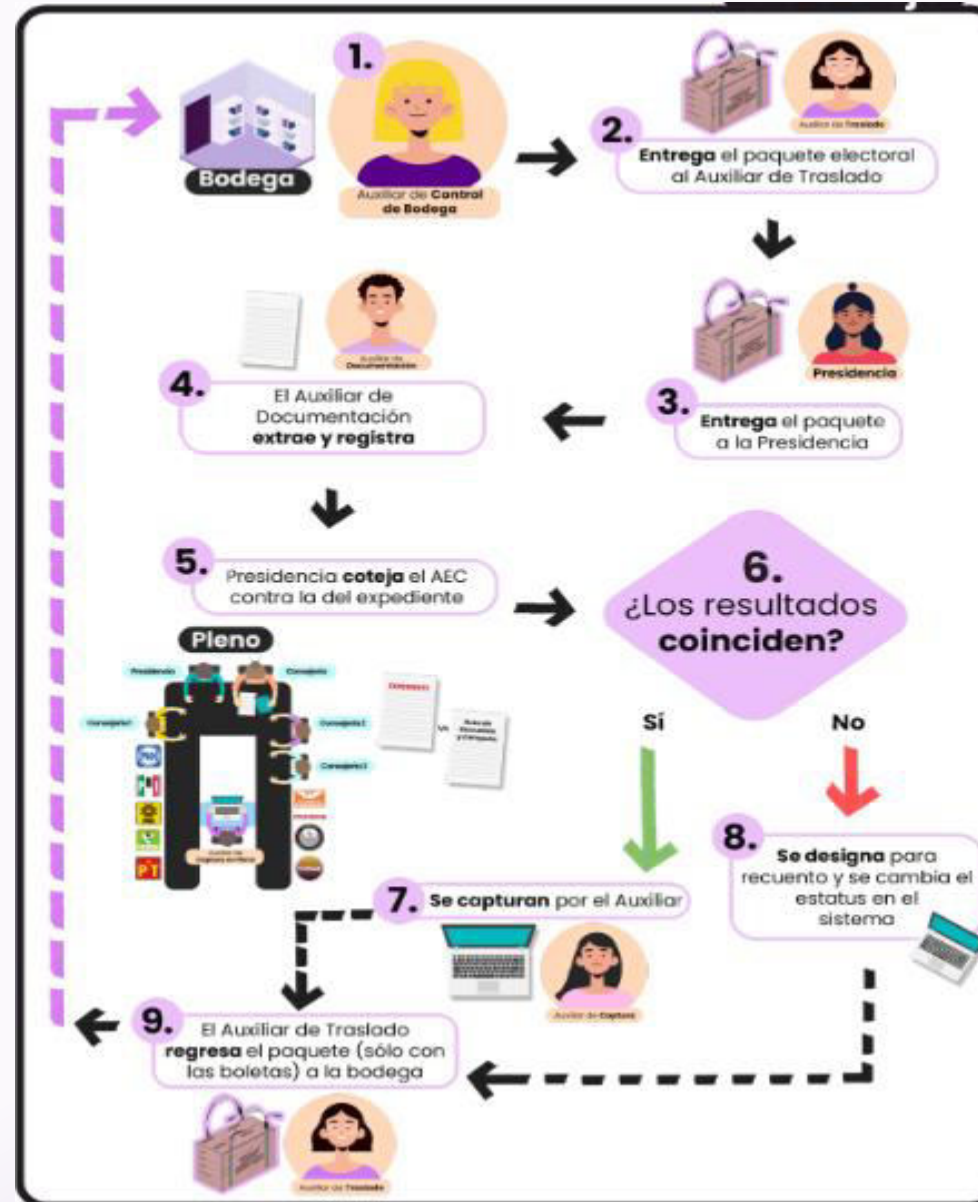 1.
Bodega
Auxiliar de Control
de Bodega
Auxiliar de Traslado
2.
Entrega el paquete electoral
al Auxiliar de Traslado
Presidencia
3.
Entrega el paquete
a la Presidencia
Auxiliar de
Documentación
4.
El Auxiliar de
Documentación
extrae y registra
5.
Presidencia coteja el AEC
contra la del expediente
6.
¿Los resultados
coinciden?
Sí
No
Pleno
Presidencia
7.
Se capturan por el Auxiliar
Auxiliar de Captura
8.
Se designa para
recuento y se cambia el
estatus en el
sistema
9.
El Auxiliar de Traslado
regresa el paquete (sólo con
las boletas) a la bodega
Auxiliar de Traslado